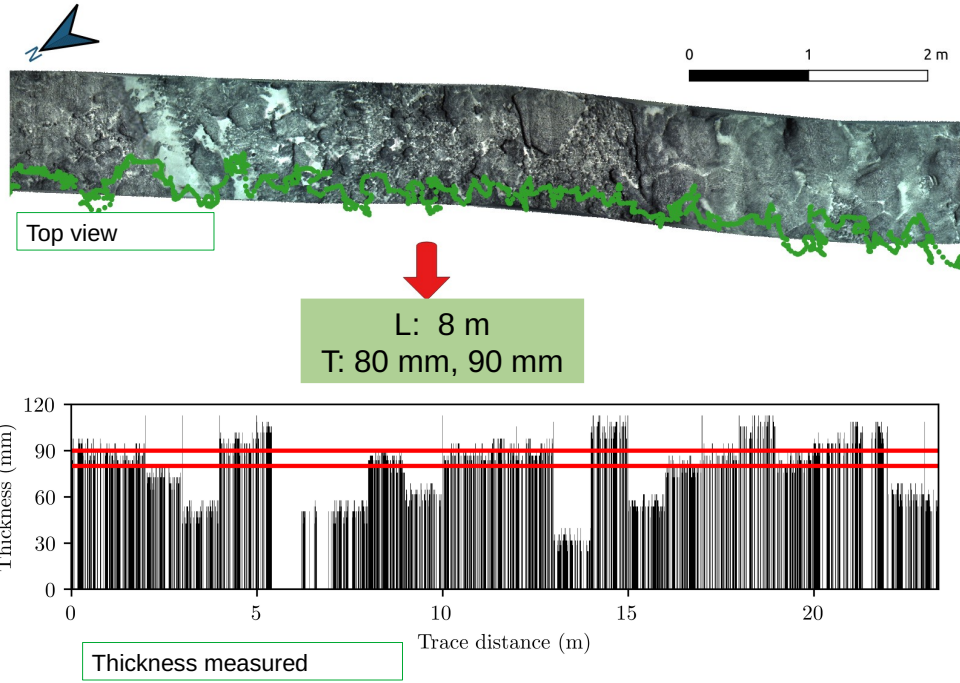 N
0 1 2 m
Top view
L: 8 m
T: 80 mm, 90 mm
120
90
60
30
0
Thickness (mm)
0 5 10 15 20
Trace distance (m)
Thickness measured